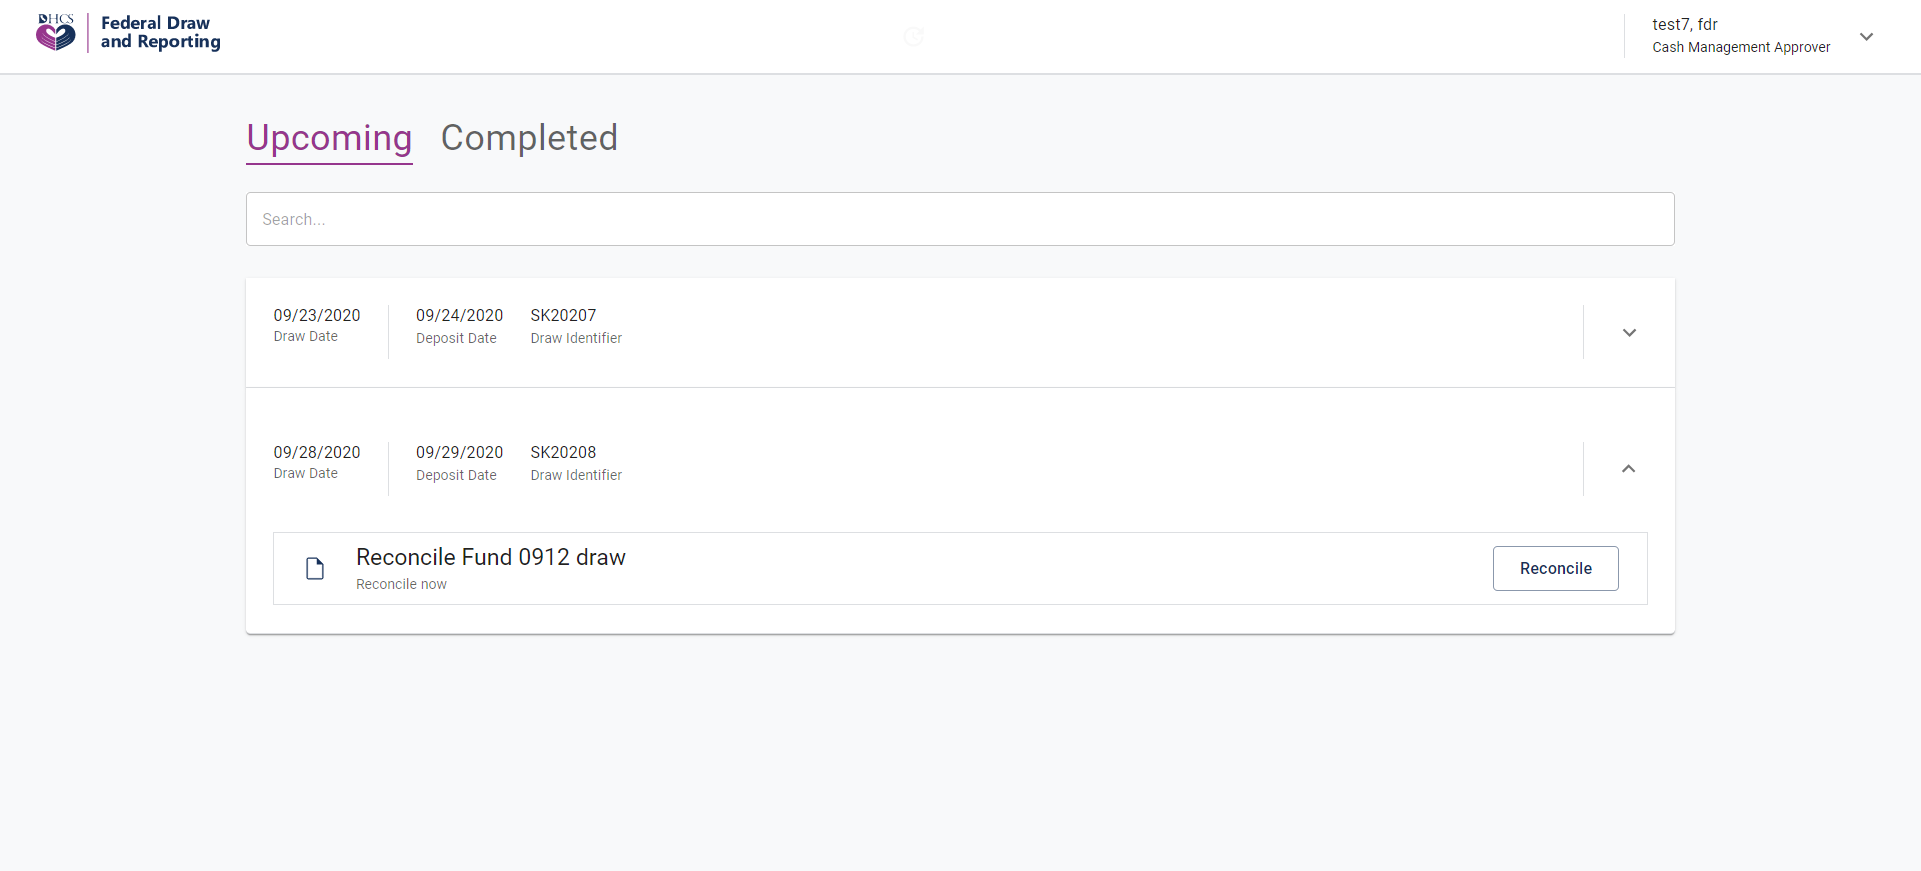 DHCS
Federal Draw
and Reporting
test7, fdr
Cash Management Approver
Upcoming
Completed
Search...
09/23/2020
Draw Date
09/24/2020
Deposit Date
SK20207
Draw Identifier
09/28/2020
Draw Date
09/29/2020
Deposit Date
SK20208
Draw Identifier
Reconcile Fund 0912 draw
Reconcile now
Reconcile